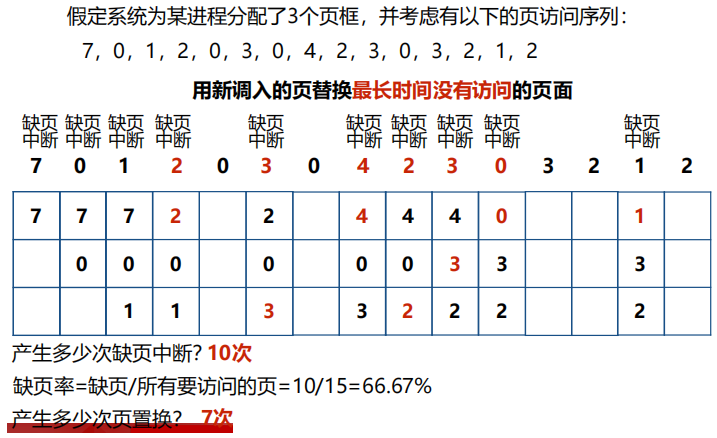 假定系统为某进程分配了3个页框，并考虑有以下的页访问序列：
7，0，1，2，0，3，0，4，2，3，0，3，2，1，2
用新调入的页替换最长时间没有访问的页面
缺页 缺页 缺页 缺页 缺页 缺页 缺页 缺页 缺页 缺页
中断 中断 中断 中断 中断 中断 中断 中断 中断 中断
7 0 1 2 0 3 0 4 2 3 0 3 2 1 2
7 7 7 2 2 4 4 4 0 1
0 0 0 0 0 0 3 3 3
1 1 3 3 2 2 2 2
产生多少次缺页中断? 10次
缺页率=缺页/所有要访问的页=10/15=66.67%
产生多少次页置换? 7次